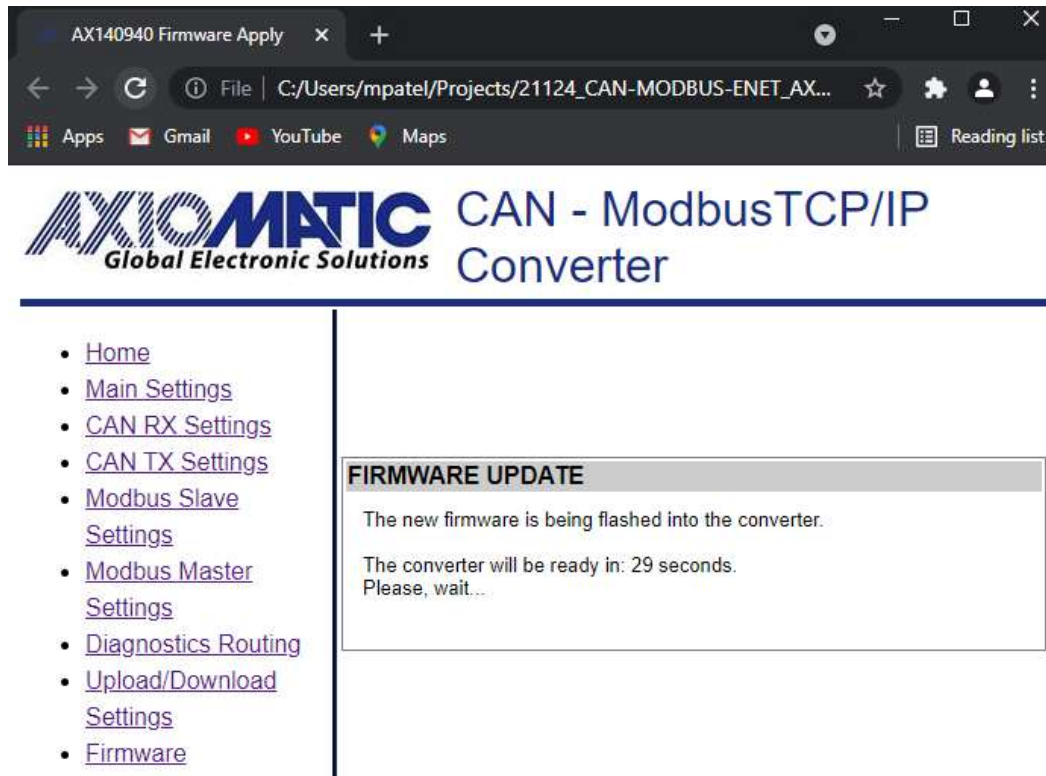 AX140940 Firmware Apply
File | C:/Users/mpatel/Projects/21124_CAN-MODBUS-ENET_AX...
Apps Gmail YouTube Maps Reading list
AXIOMATIC
Global Electronic Solutions
CAN - ModbusTCP/IP
Converter
• Home
• Main Settings
• CAN RX Settings
• CAN TX Settings
• Modbus Slave
Settings
• Modbus Master
Settings
• Diagnostics Routing
• Upload/Download
Settings
• Firmware
FIRMWARE UPDATE
The new firmware is being flashed into the converter.
The converter will be ready in: 29 seconds.
Please, wait...